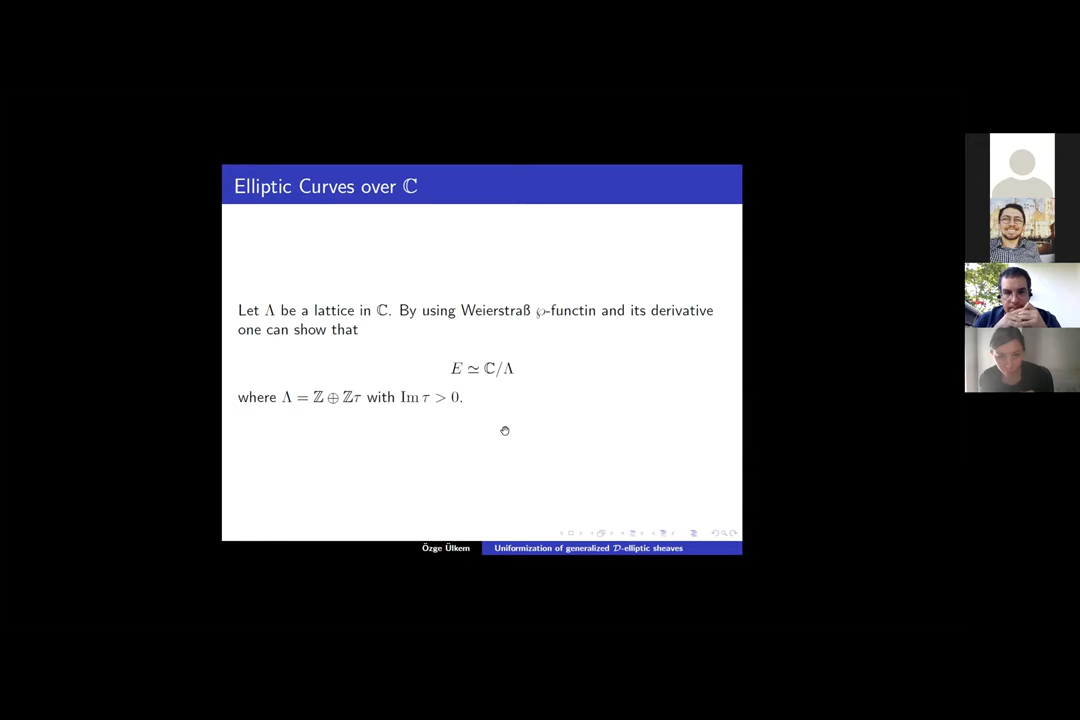 Elliptic Curves over ℂ
Let Λ be a lattice in ℂ. By using Weierstraß ℘-functin and its derivative
one can show that
E ≃ ℂ/Λ
where Λ = ℤ ⊕ ℤτ with Im τ > 0.
Özge Ülkem Uniformization of generalized 𝒟-elliptic sheaves